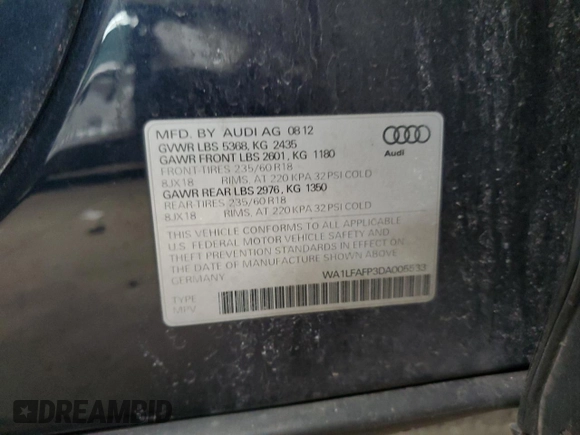 MFD. BY AUDI AG 08 12
GVWR LBS 5368, KG 2435
GAWR FRONT LBS 2601, KG 1180
FRONT-TIRES 235/60 R18
8JX18 RIMS, AT 220 KPA 32 PSI COLD
GAWR REAR LBS 2976, KG 1350
REAR-TIRES 235/60 R18
8JX18 RIMS, AT 220 KPA 32 PSI COLD
Audi
THIS VEHICLE CONFORMS TO ALL APPLICABLE
U.S. FEDERAL MOTOR VEHICLE SAFETY AND
THEFT PREVENTION STANDARDS IN EFFECT ON
THE DATE OF MANUFACTURE SHOWN ABOVE
GERMANY
TYPE
MPV
DREAMBID